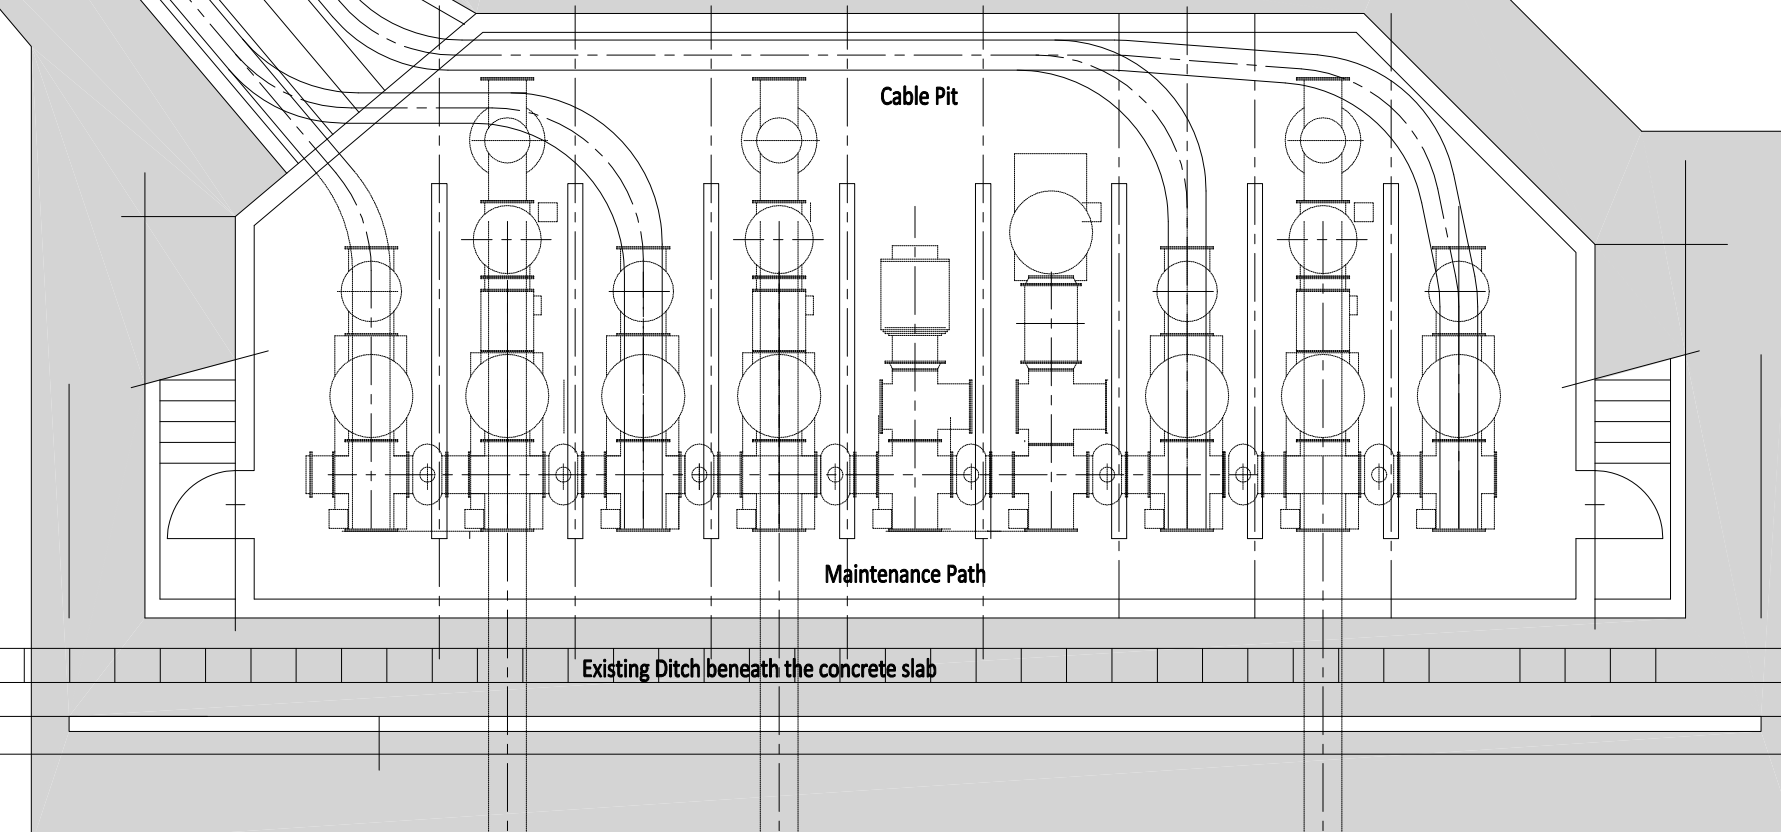 Cable Pit
Maintenance Path
Existing Ditch beneath the concrete slab